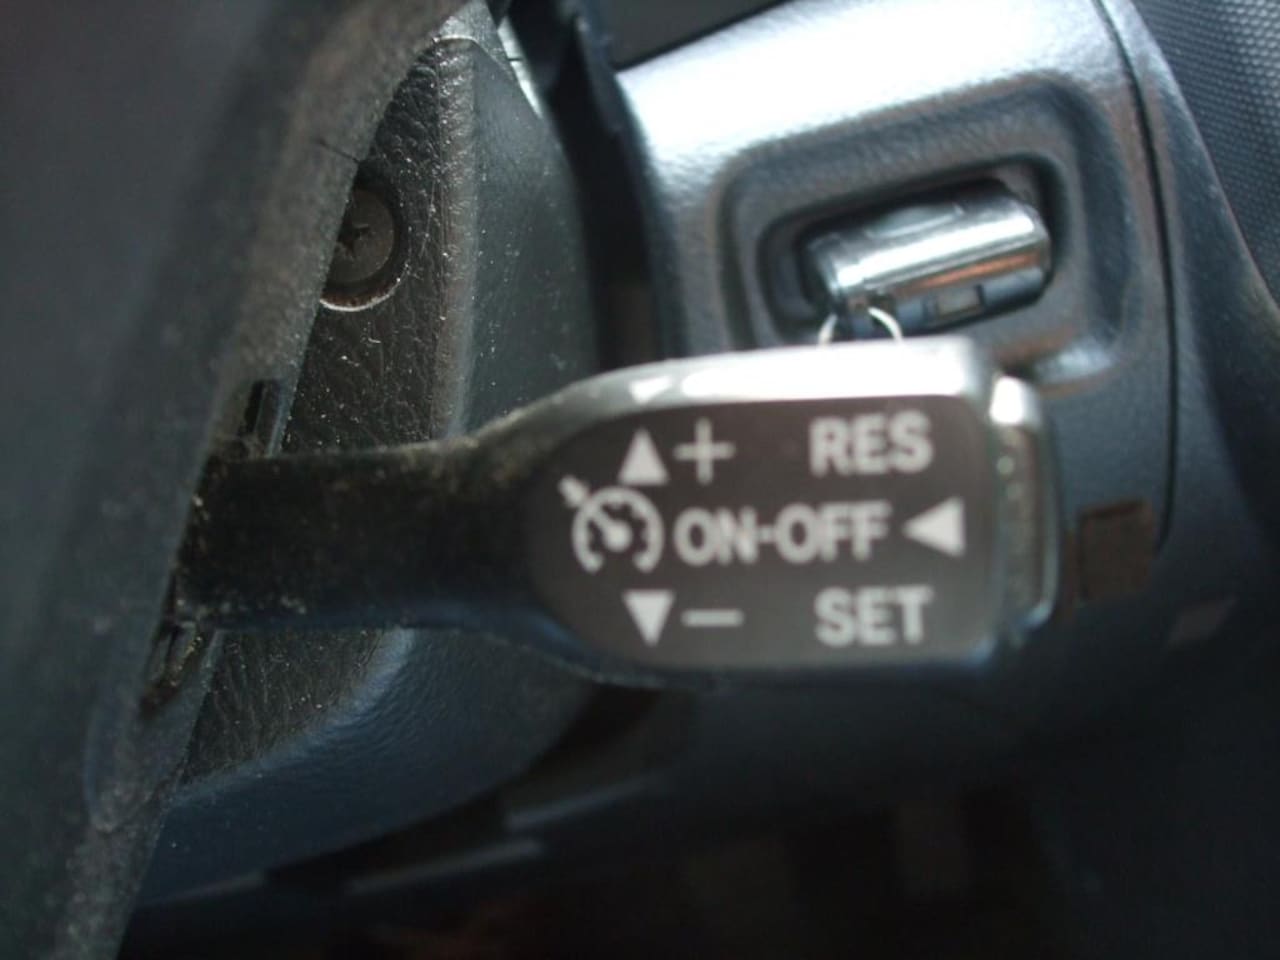 + RES
ON-OFF
- SET